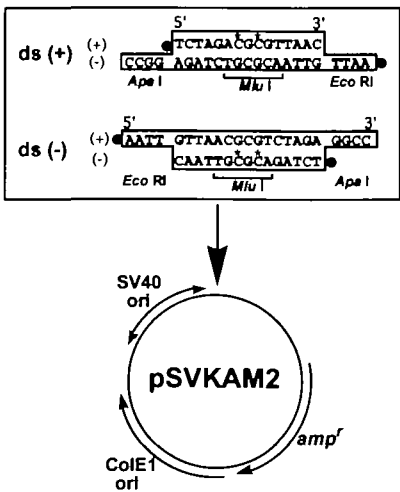 5' 3'
ds (+) (+) TCTAGACGCGTTAAC
(-) CCGG AGATCTGCGCAATTG TTAA
Apa I Mlu I Eco RI
5' 3'
ds (-) (+) AATT GTTAACGCGTCTAGA GGCC
(-) CAATTGCGCAGATCT
Eco RI Mlu I Apa I
SV40
ori
pSVKAM2
amp^r
ColE1
ori